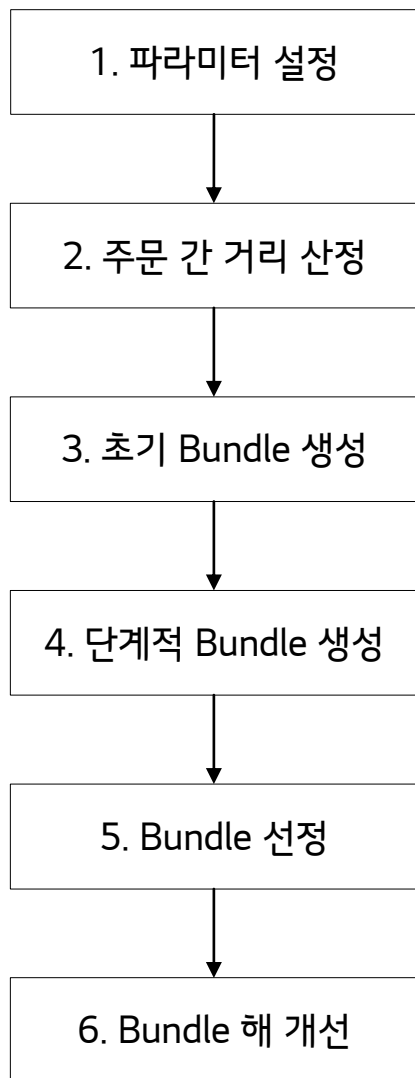 1. 파라미터 설정
2. 주문 간 거리 산정
3. 초기 Bundle 생성
4. 단계적 Bundle 생성
5. Bundle 선정
6. Bundle 해 개선